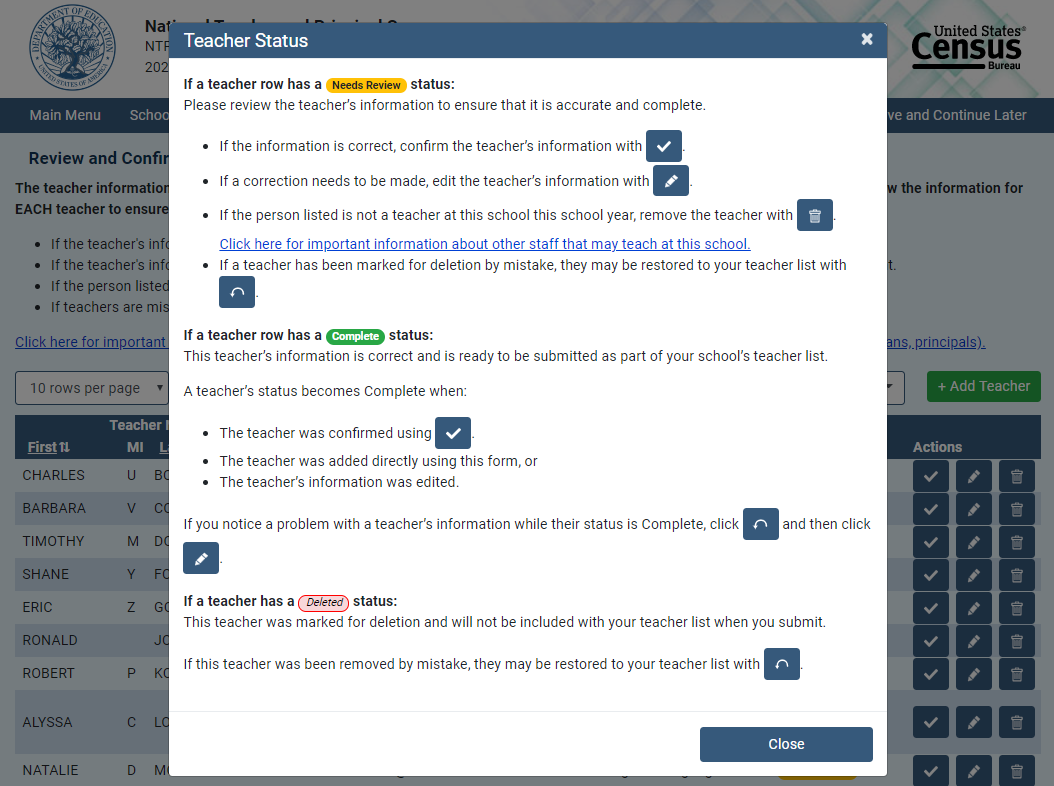 Teacher Status
×
If a teacher row has a Needs Review status:
Please review the teacher's information to ensure that it is accurate and complete.
• If the information is correct, confirm the teacher's information with .
• If a correction needs to be made, edit the teacher's information with .
• If the person listed is not a teacher at this school this school year, remove the teacher with .
Click here for important information about other staff that may teach at this school.
• If a teacher has been marked for deletion by mistake, they may be restored to your teacher list with
.
If a teacher row has a Complete status:
This teacher's information is correct and is ready to be submitted as part of your school's teacher list.
A teacher's status becomes Complete when:
• The teacher was confirmed using .
• The teacher was added directly using this form, or
• The teacher's information was edited.
If you notice a problem with a teacher's information while their status is Complete, click and then click
.
If a teacher has a Deleted status:
This teacher was marked for deletion and will not be included with your teacher list when you submit.
If this teacher was been removed by mistake, they may be restored to your teacher list with .
Close
DEPARTMENT OF EDUCATION
UNITED STATES OF AMERICA
United States®
Census
Bureau
Main Menu
and Continue Later
Review and
The teacher information
the information for
EACH teacher to ensure
• If the teacher's
• If the teacher's
t.
• If the person listed
• If teachers are
Click here for important
principals).
10 rows per page
+ Add Teacher
Teacher
First MI
Actions
CHARLES U
BARBARA V
TIMOTHY M
SHANE Y
ERIC Z
RONALD
ROBERT P
ALYSSA C
NATALIE D